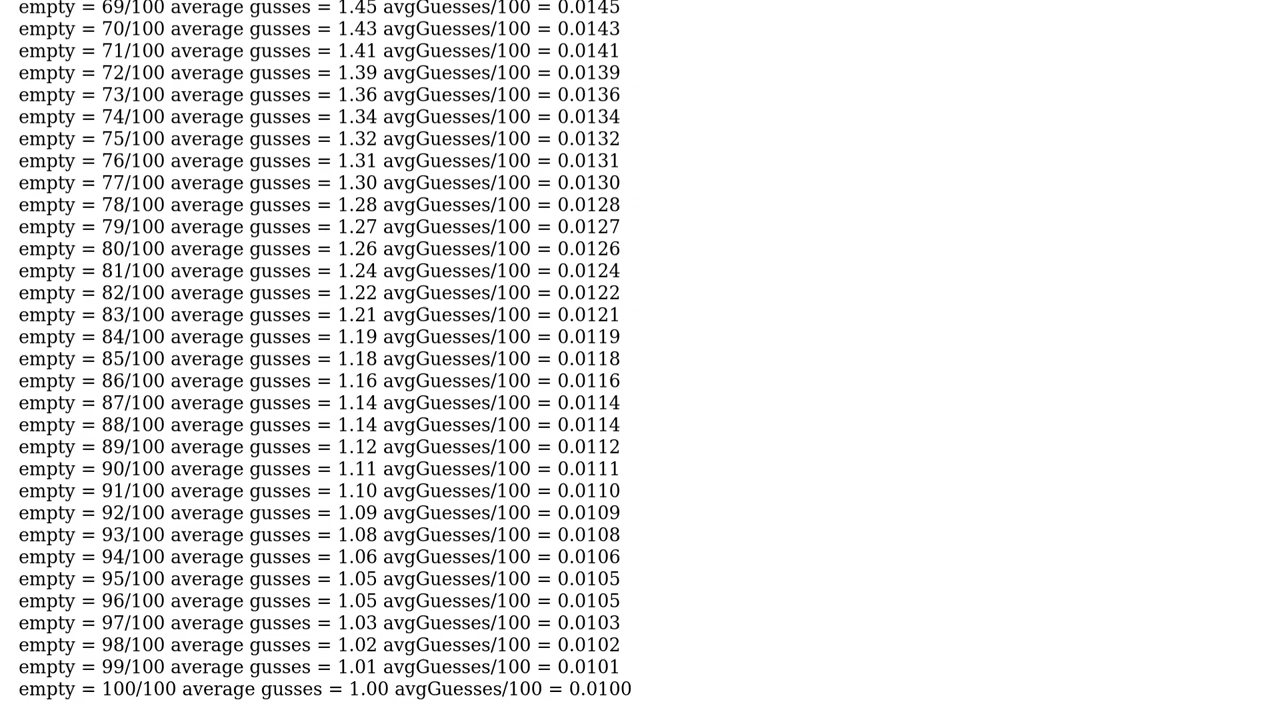 empty = 69/100 average gusses = 1.45 avgGuesses/100 = 0.0145
empty = 70/100 average gusses = 1.43 avgGuesses/100 = 0.0143
empty = 71/100 average gusses = 1.41 avgGuesses/100 = 0.0141
empty = 72/100 average gusses = 1.39 avgGuesses/100 = 0.0139
empty = 73/100 average gusses = 1.36 avgGuesses/100 = 0.0136
empty = 74/100 average gusses = 1.34 avgGuesses/100 = 0.0134
empty = 75/100 average gusses = 1.32 avgGuesses/100 = 0.0132
empty = 76/100 average gusses = 1.31 avgGuesses/100 = 0.0131
empty = 77/100 average gusses = 1.30 avgGuesses/100 = 0.0130
empty = 78/100 average gusses = 1.28 avgGuesses/100 = 0.0128
empty = 79/100 average gusses = 1.27 avgGuesses/100 = 0.0127
empty = 80/100 average gusses = 1.26 avgGuesses/100 = 0.0126
empty = 81/100 average gusses = 1.24 avgGuesses/100 = 0.0124
empty = 82/100 average gusses = 1.22 avgGuesses/100 = 0.0122
empty = 83/100 average gusses = 1.21 avgGuesses/100 = 0.0121
empty = 84/100 average gusses = 1.19 avgGuesses/100 = 0.0119
empty = 85/100 average gusses = 1.18 avgGuesses/100 = 0.0118
empty = 86/100 average gusses = 1.16 avgGuesses/100 = 0.0116
empty = 87/100 average gusses = 1.14 avgGuesses/100 = 0.0114
empty = 88/100 average gusses = 1.14 avgGuesses/100 = 0.0114
empty = 89/100 average gusses = 1.12 avgGuesses/100 = 0.0112
empty = 90/100 average gusses = 1.11 avgGuesses/100 = 0.0111
empty = 91/100 average gusses = 1.10 avgGuesses/100 = 0.0110
empty = 92/100 average gusses = 1.09 avgGuesses/100 = 0.0109
empty = 93/100 average gusses = 1.08 avgGuesses/100 = 0.0108
empty = 94/100 average gusses = 1.06 avgGuesses/100 = 0.0106
empty = 95/100 average gusses = 1.05 avgGuesses/100 = 0.0105
empty = 96/100 average gusses = 1.05 avgGuesses/100 = 0.0105
empty = 97/100 average gusses = 1.03 avgGuesses/100 = 0.0103
empty = 98/100 average gusses = 1.02 avgGuesses/100 = 0.0102
empty = 99/100 average gusses = 1.01 avgGuesses/100 = 0.0101
empty = 100/100 average gusses = 1.00 avgGuesses/100 = 0.0100